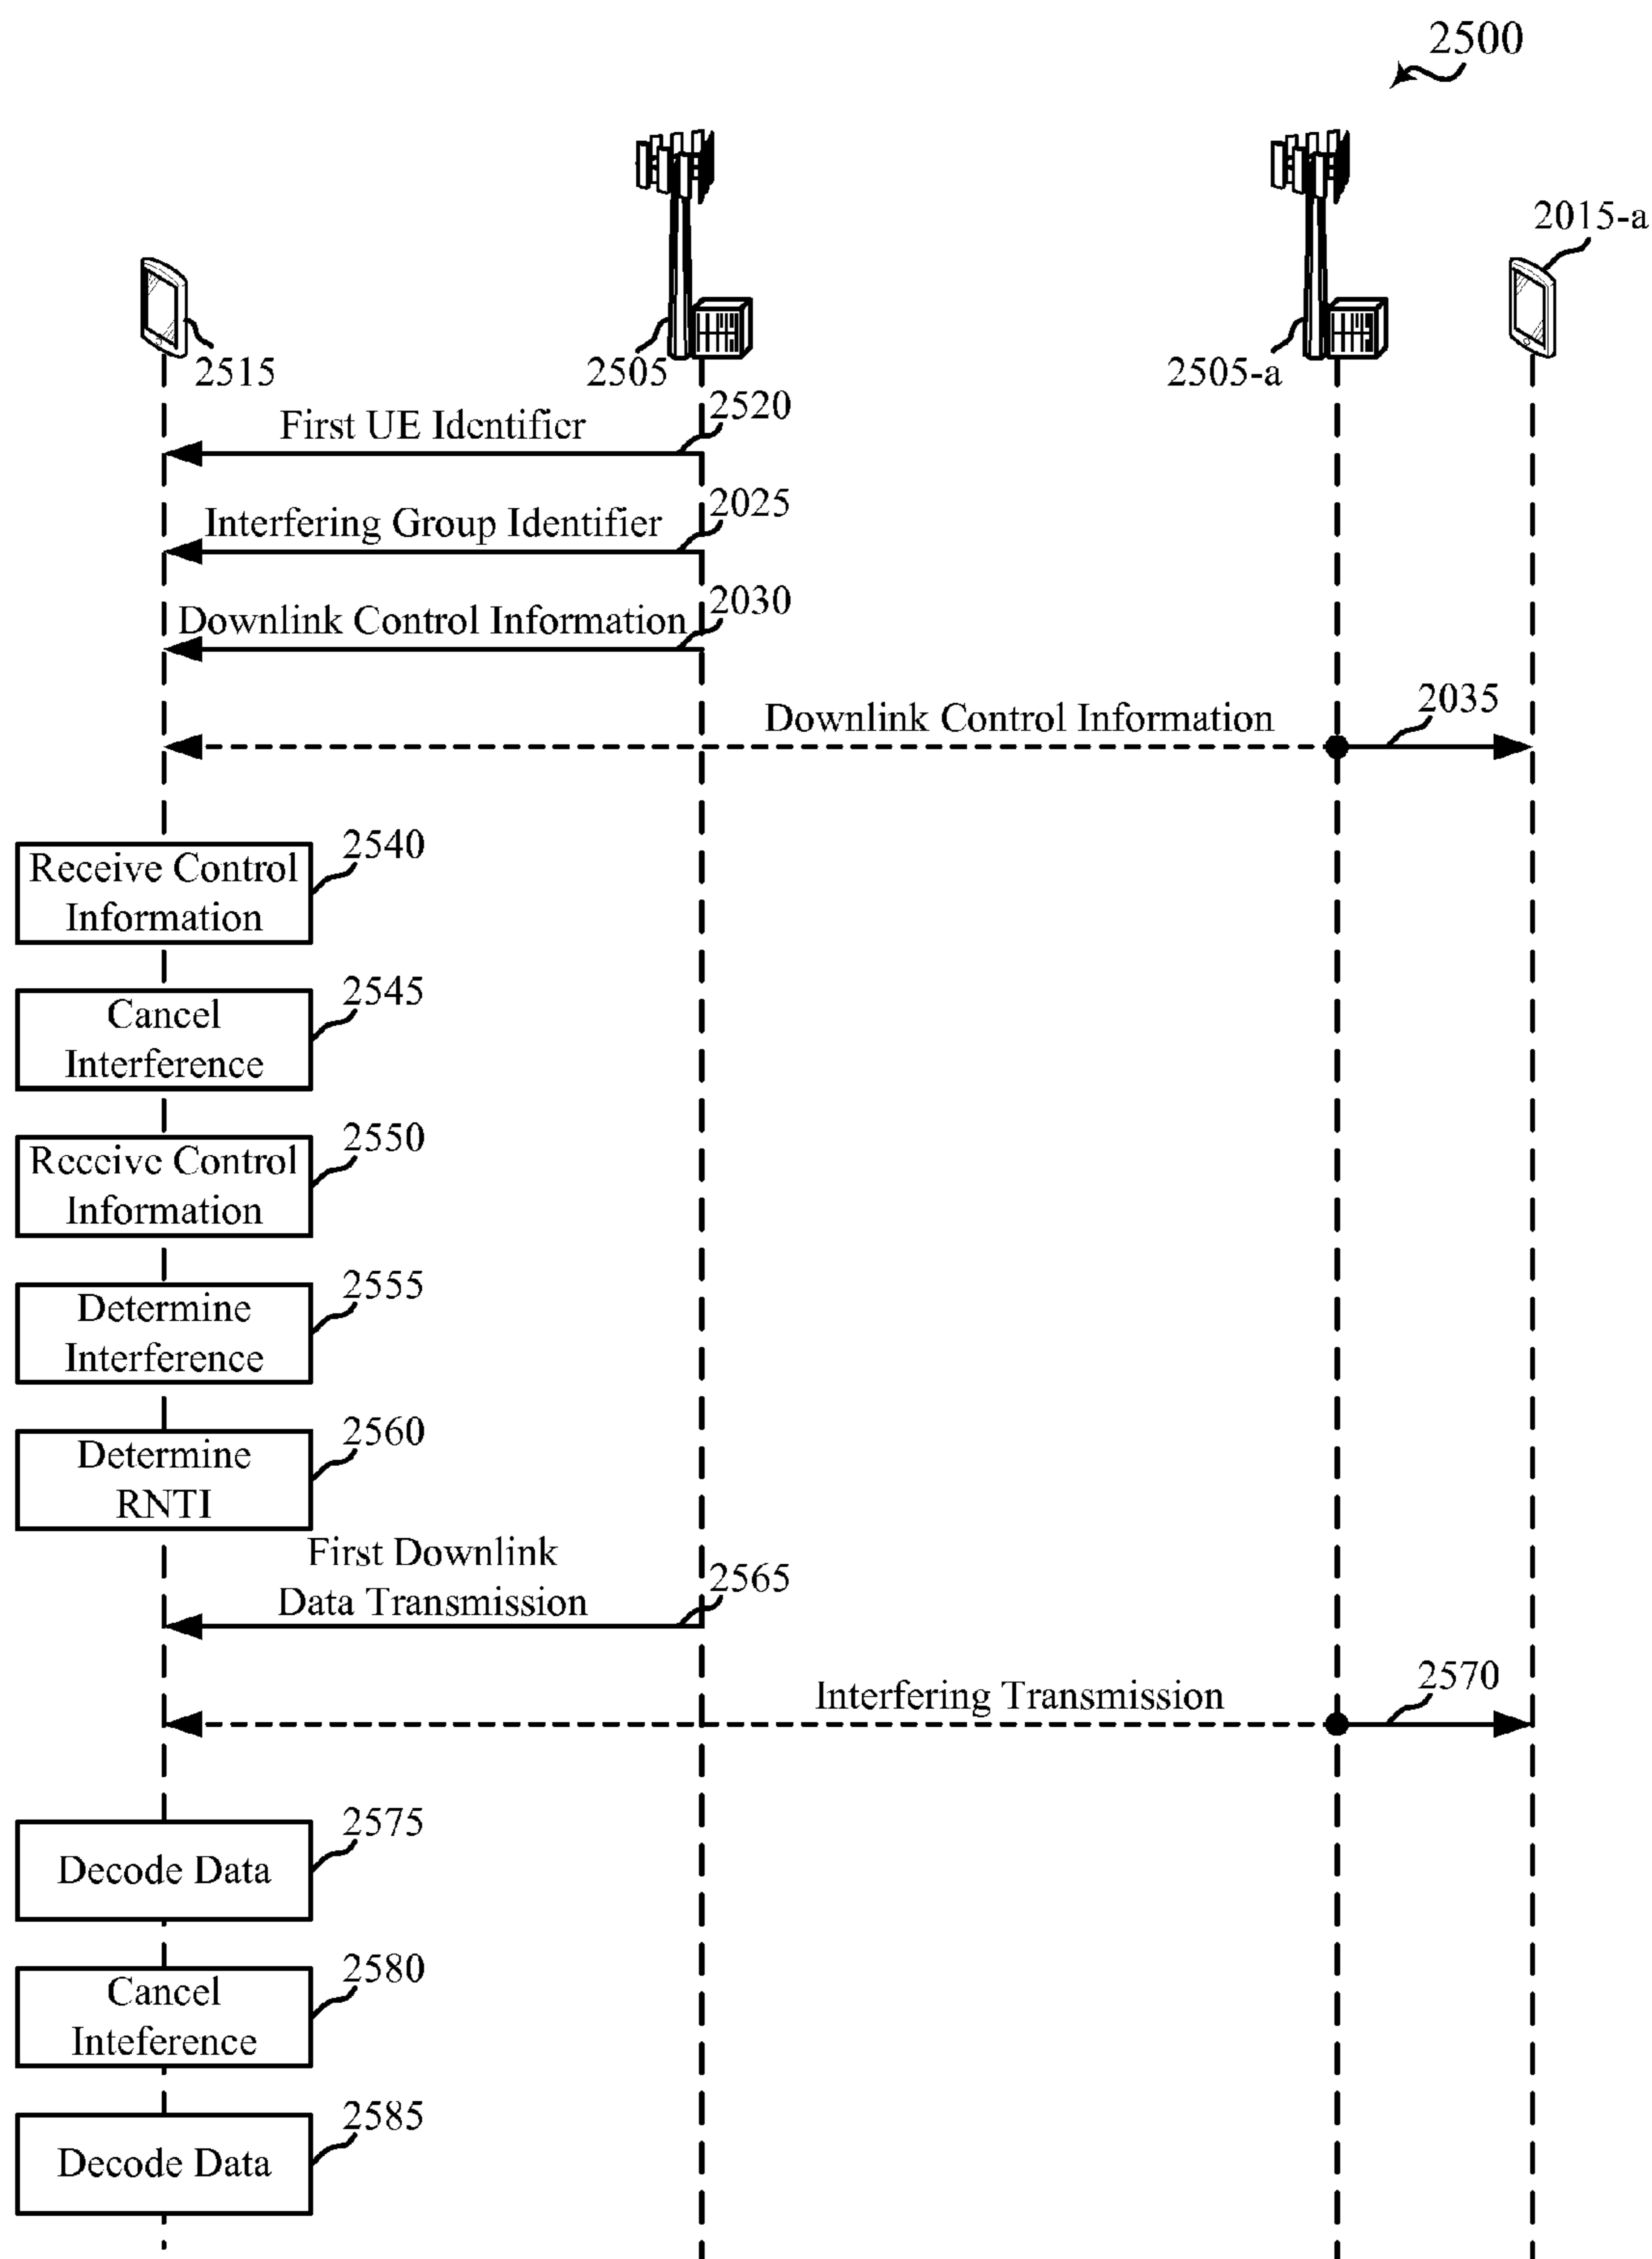 2500
2015-a
2515
2505
2505-a
2520
First UE Identifier
2025
Interfering Group Identifier
2030
Downlink Control Information
2035
Downlink Control Information
2540
Receive Control
Information
2545
Cancel
Interference
2550
Receive Control
Information
2555
Determine
Interference
2560
Determine
RNTI
First Downlink
Data Transmission
2565
2570
Interfering Transmission
2575
Decode Data
2580
Cancel
Inteference
2585
Decode Data